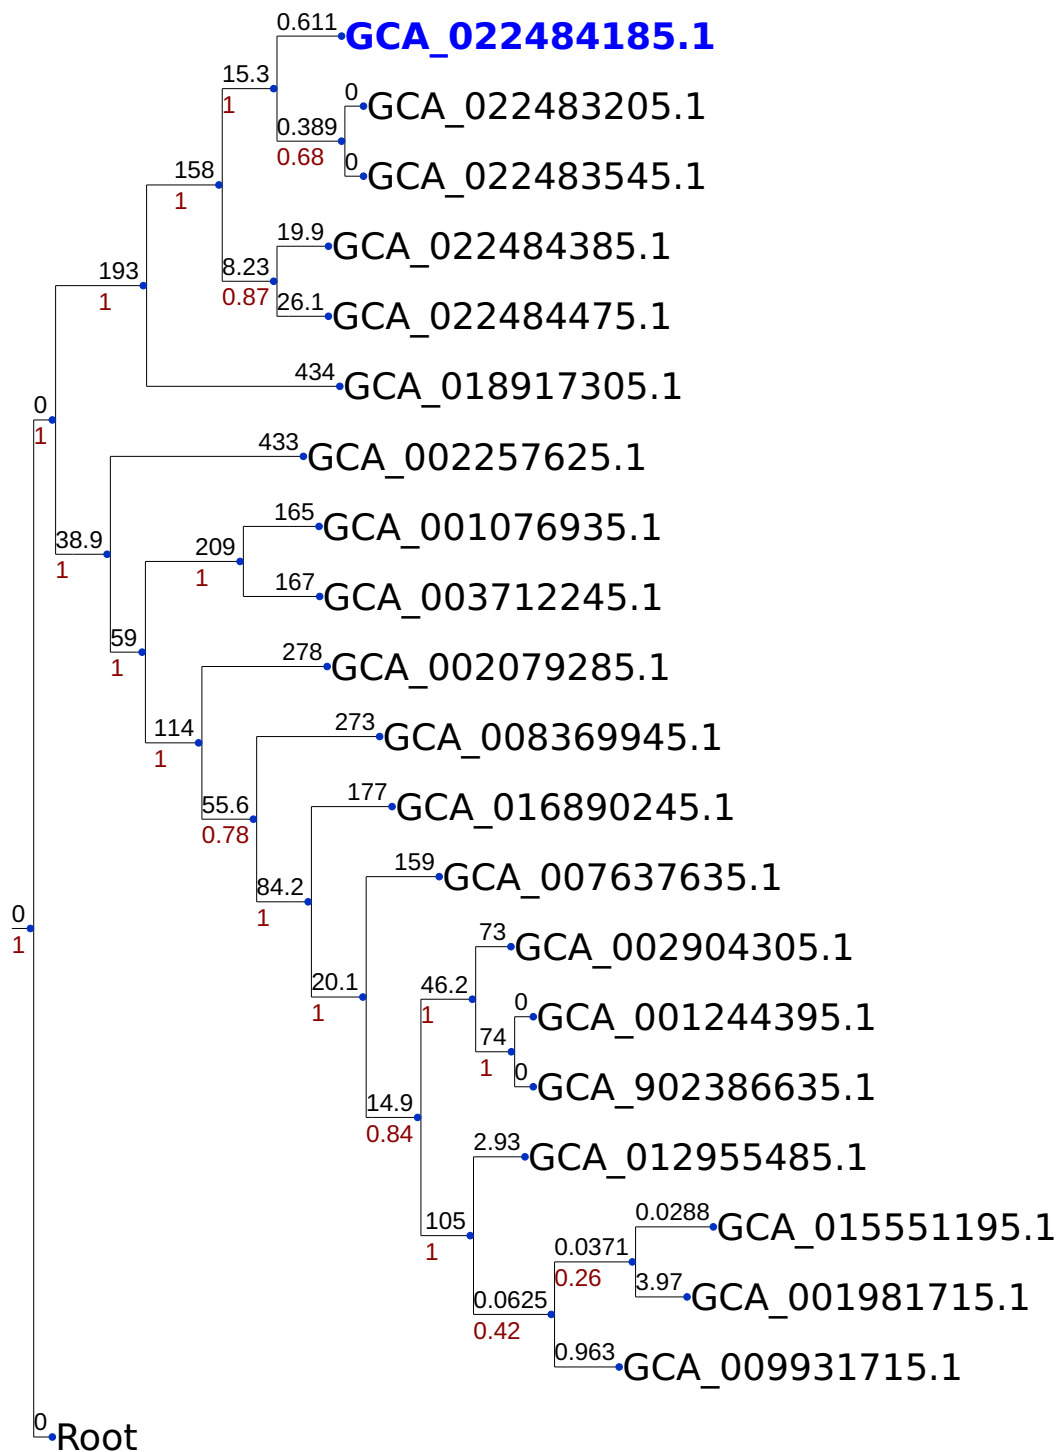 0.611
GCA_022484185.1
15.3
1
0
GCA_022483205.1
0.389
0.68
0
GCA_022483545.1
158
1
19.9
GCA_022484385.1
8.23
0.87
26.1
GCA_022484475.1
193
1
434
GCA_018917305.1
0
1
433
GCA_002257625.1
165
GCA_001076935.1
38.9
1
209
1
167
GCA_003712245.1
59
1
278
GCA_002079285.1
114
1
273
GCA_008369945.1
55.6
0.78
177
GCA_016890245.1
84.2
1
159
GCA_007637635.1
0
1
73
GCA_002904305.1
20.1
1
46.2
1
0
GCA_001244395.1
74
1
0
GCA_902386635.1
14.9
0.84
2.93
GCA_012955485.1
105
1
0.0288
GCA_015551195.1
0.0371
0.26
3.97
GCA_001981715.1
0.0625
0.42
0.963
GCA_009931715.1
0
Root